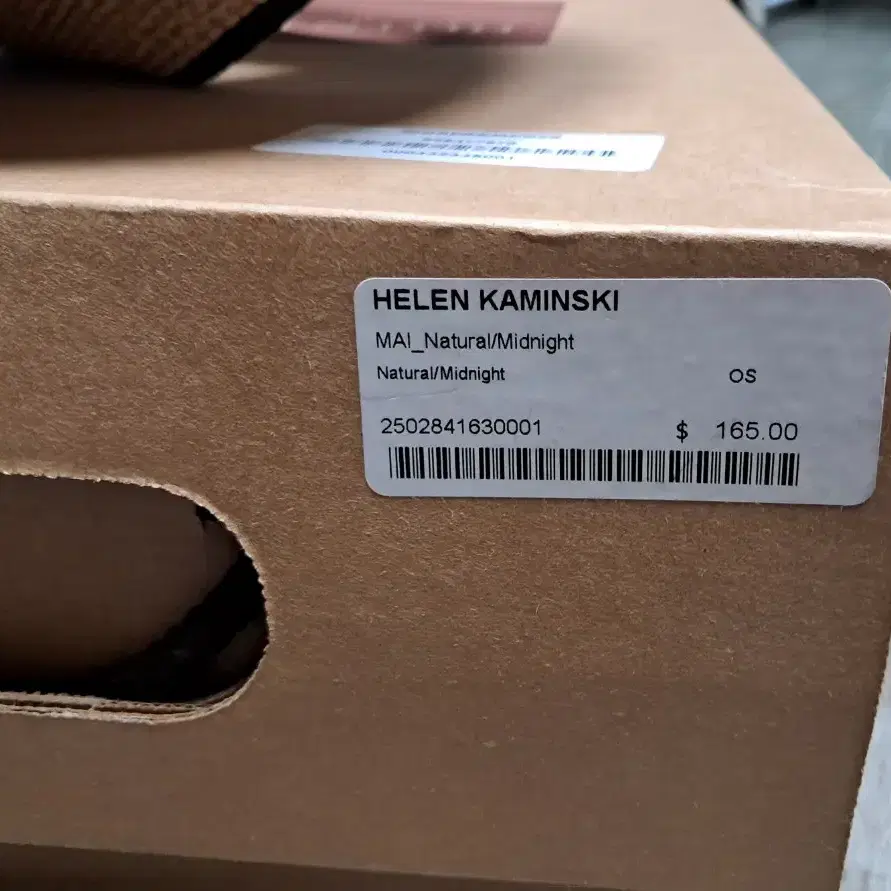 HELEN KAMINSKI
MAI_Natural/Midnight
Natural/Midnight OS
2502841630001 $ 165.00